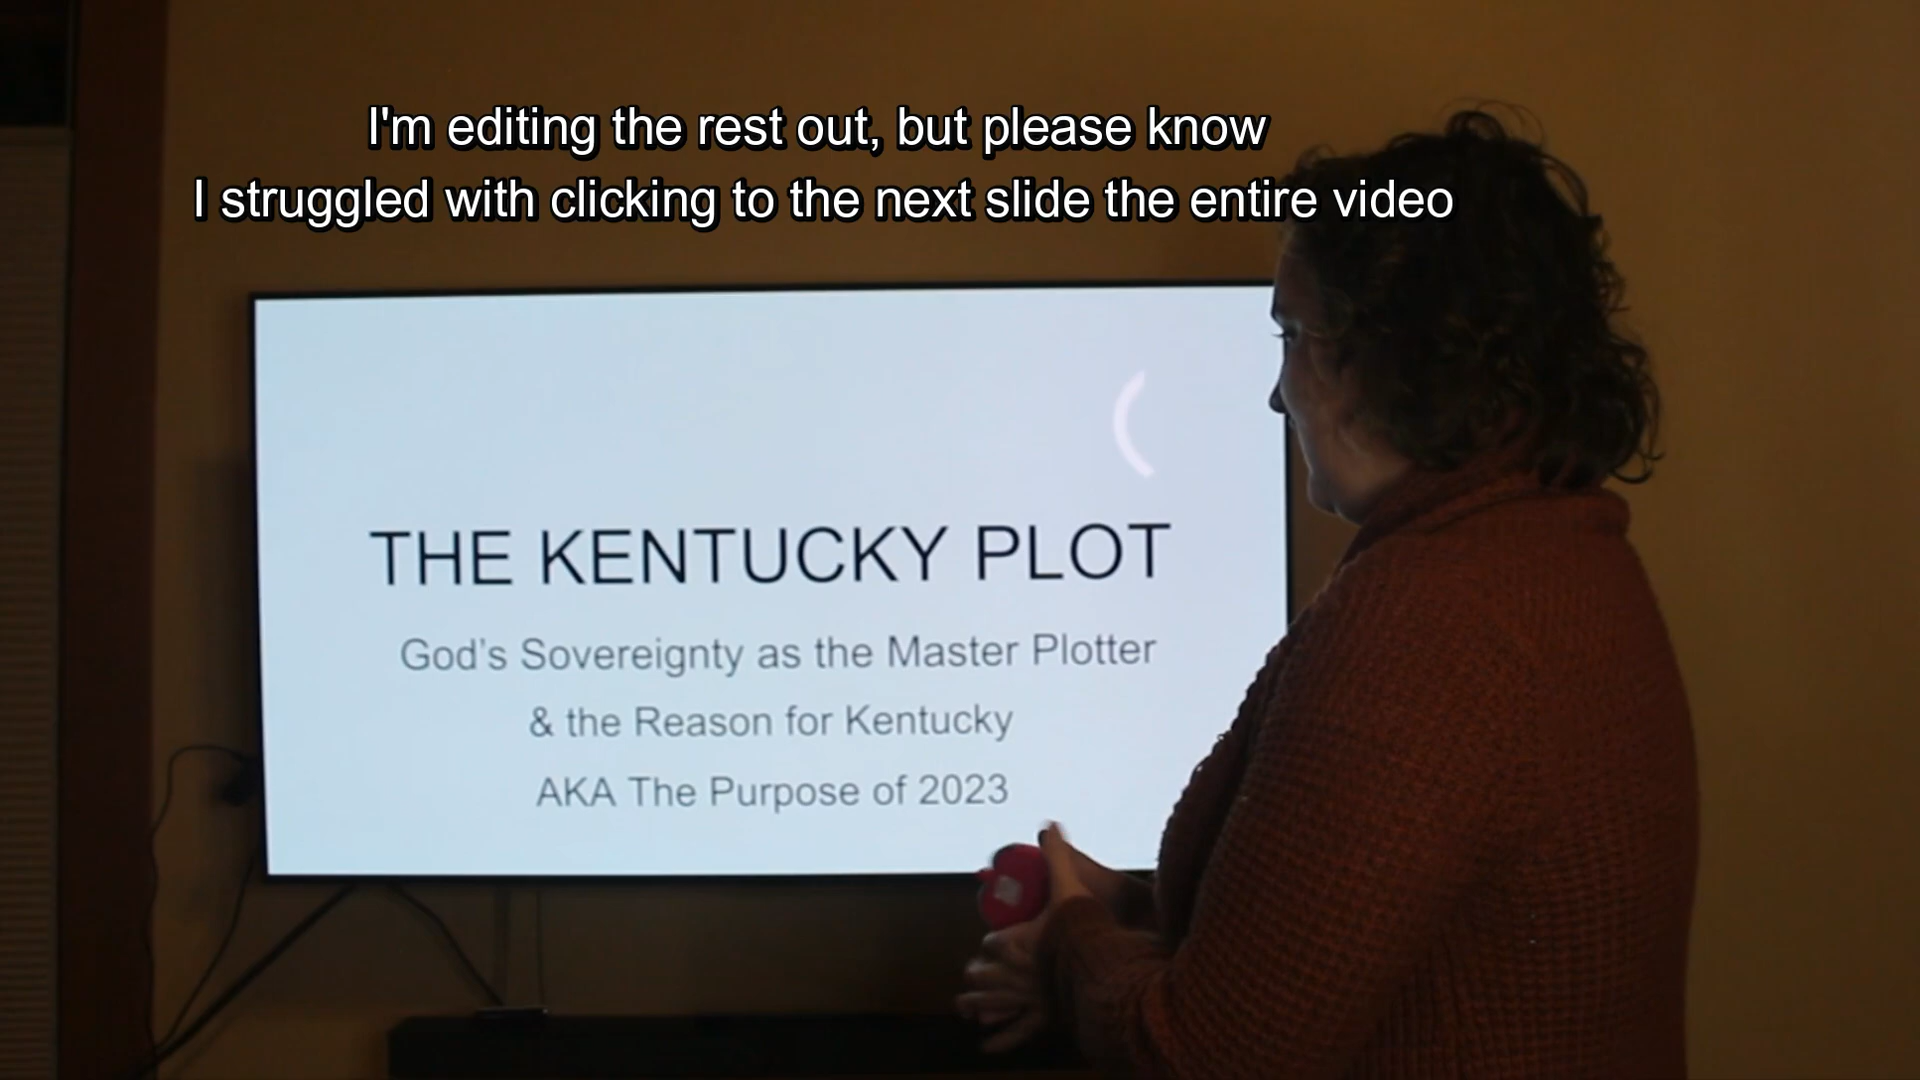 I'm editing the rest out, but please know
I struggled with clicking to the next slide the entire video
THE KENTUCKY PLOT
God's Sovereignty as the Master Plotter
& the Reason for Kentucky
AKA The Purpose of 2023